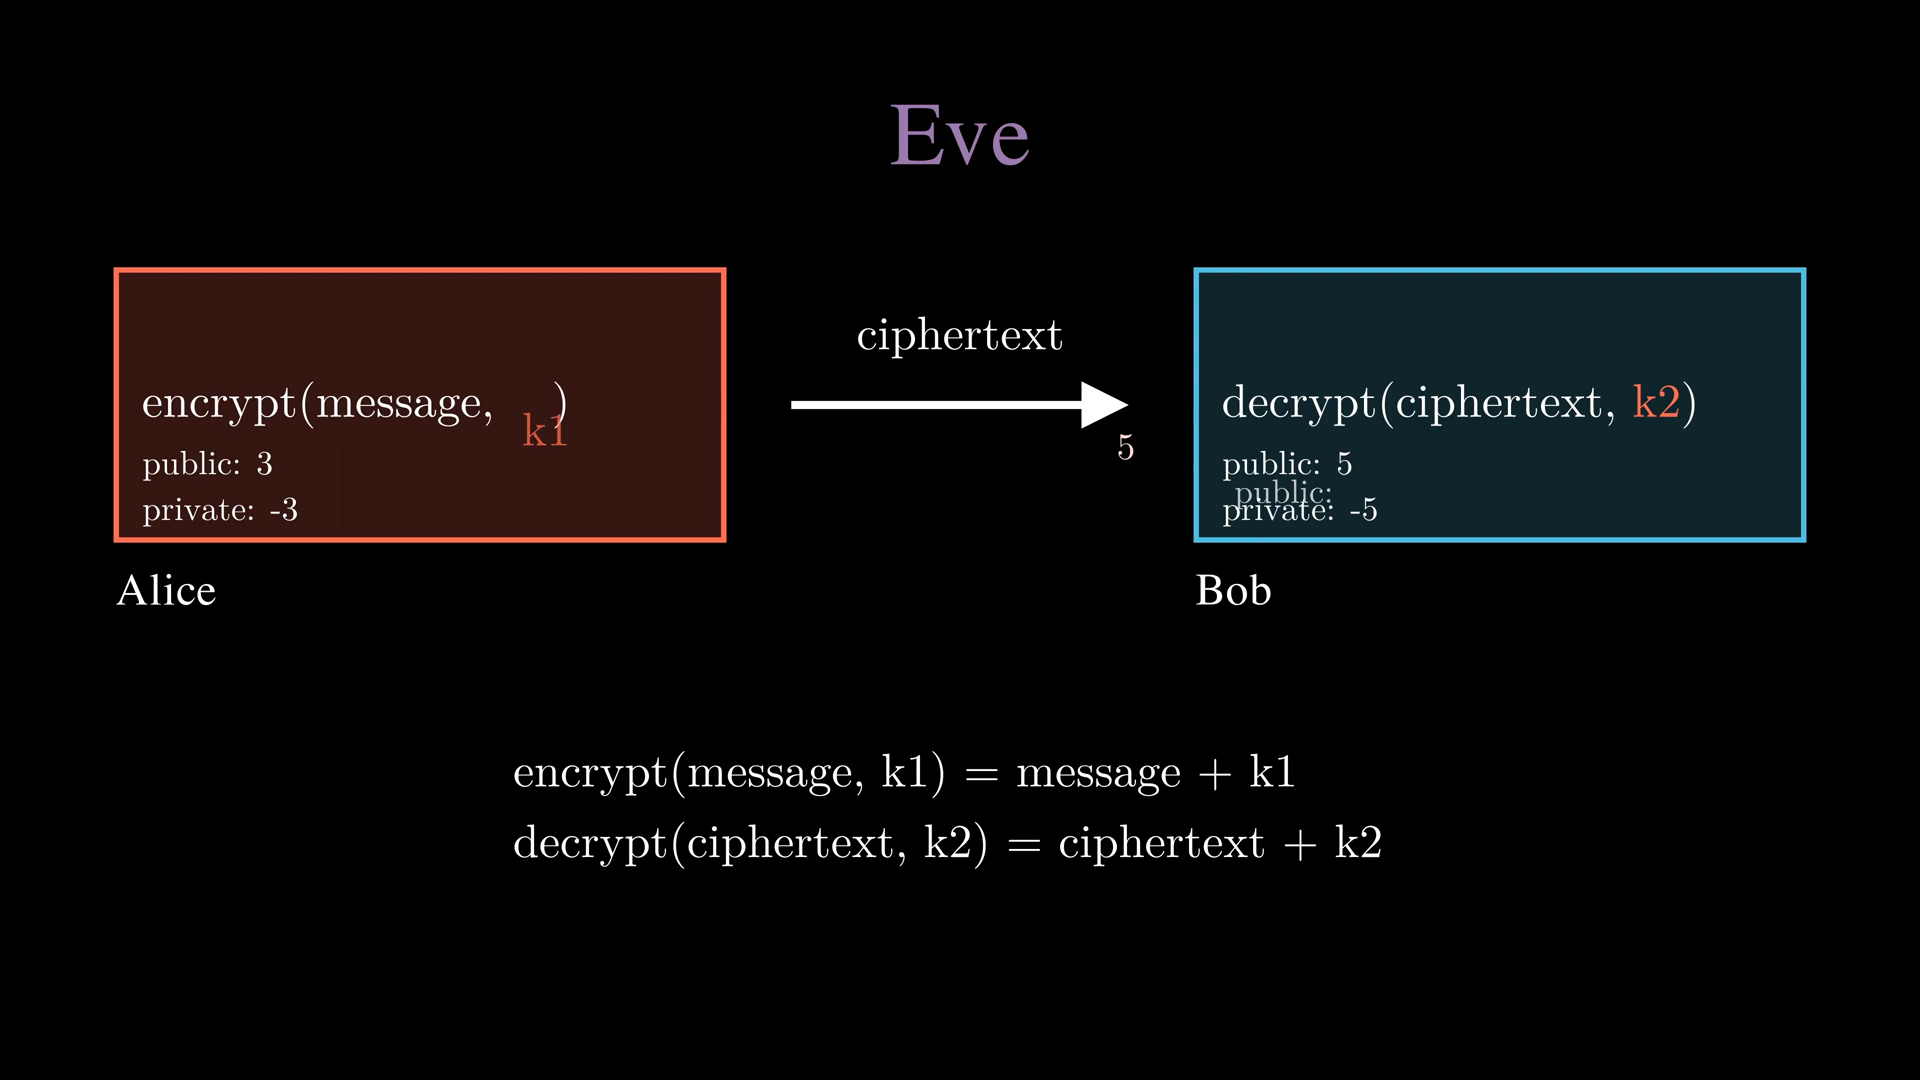 Eve
ciphertext
encrypt(message, k1)
public: 3
private: -3
Alice
5
decrypt(ciphertext, k2)
public: 5
public:
private: -5
Bob
encrypt(message, k1) = message + k1
decrypt(ciphertext, k2) = ciphertext + k2